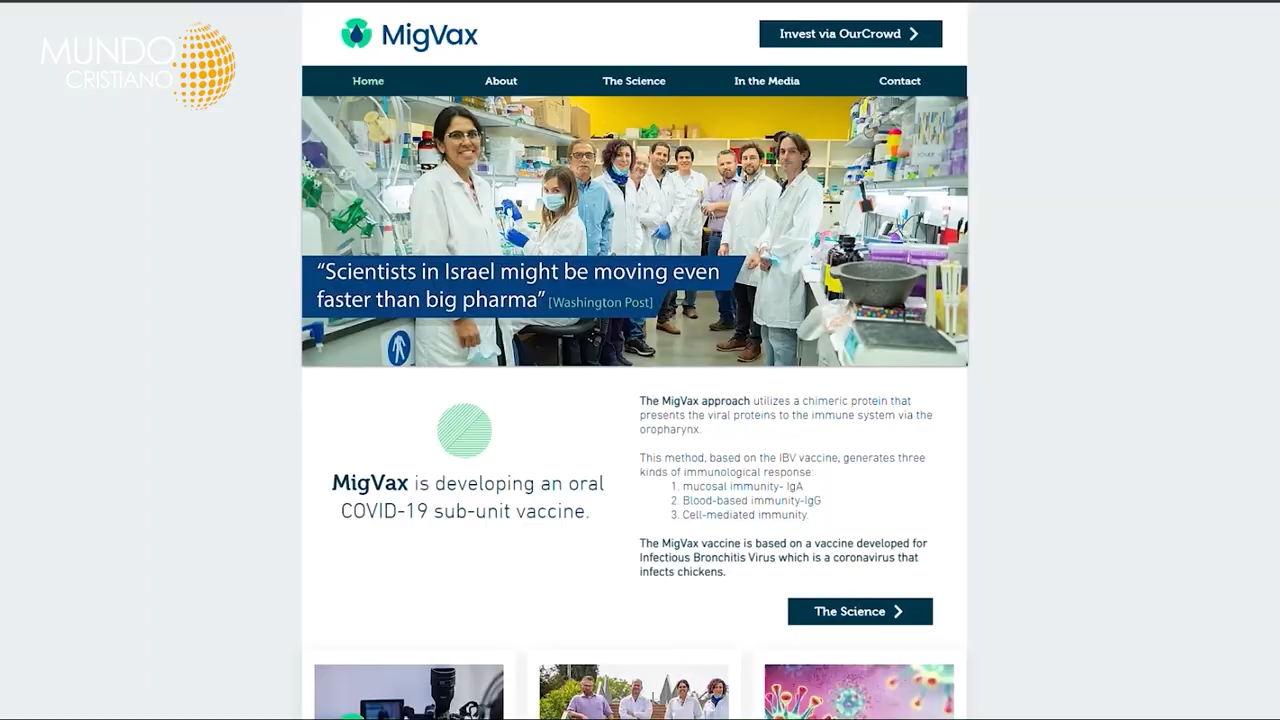 MUNDO
CRISTIANO
MigVax
Invest via OurCrowd
Home
About
The Science
In the Media
Contact
“Scientists in Israel might be moving even
faster than big pharma” [Washington Post]
MigVax is developing an oral
COVID-19 sub-unit vaccine.
The MigVax approach utilizes a chimeric protein that
presents the viral proteins to the immune system via the
oropharynx.
This method, based on the IBV vaccine, generates three
kinds of immunological response:
1. mucosal immunity- IgA
2. Blood-based immunity-IgG
3. Cell-mediated immunity.
The MigVax vaccine is based on a vaccine developed for
Infectious Bronchitis Virus which is a coronavirus that
infects chickens.
The Science